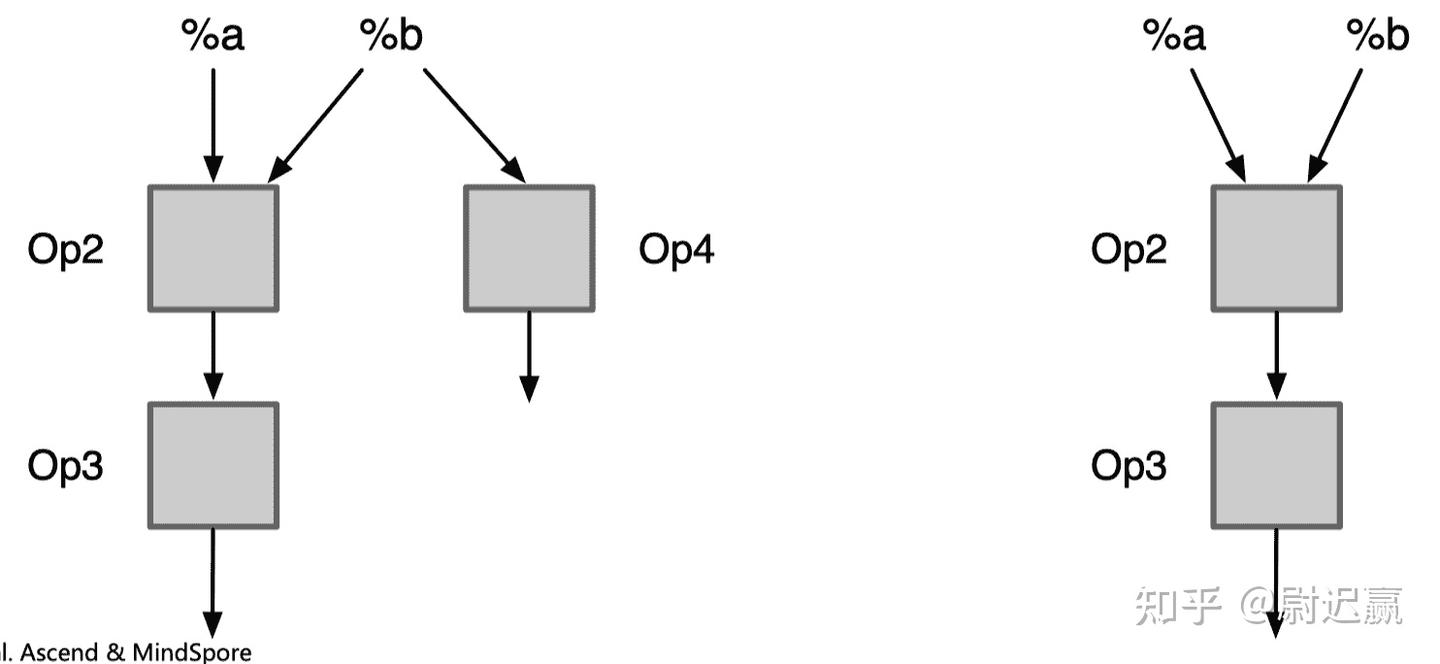 %a %b %a %b
Op2 Op4 Op2
Op3 Op3
知乎 @尉迟赢
l. Ascend & MindSpore